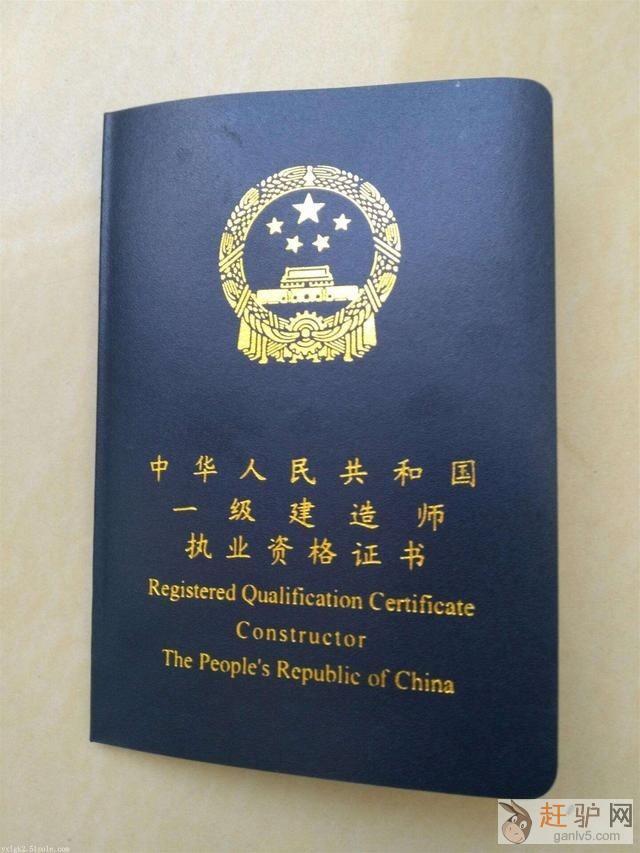 中华人民共和国
一级建造师
执业资格证书
Registered Qualification Certificate
Constructor
The People's Republic of China
赶驴网
ganlv5.com